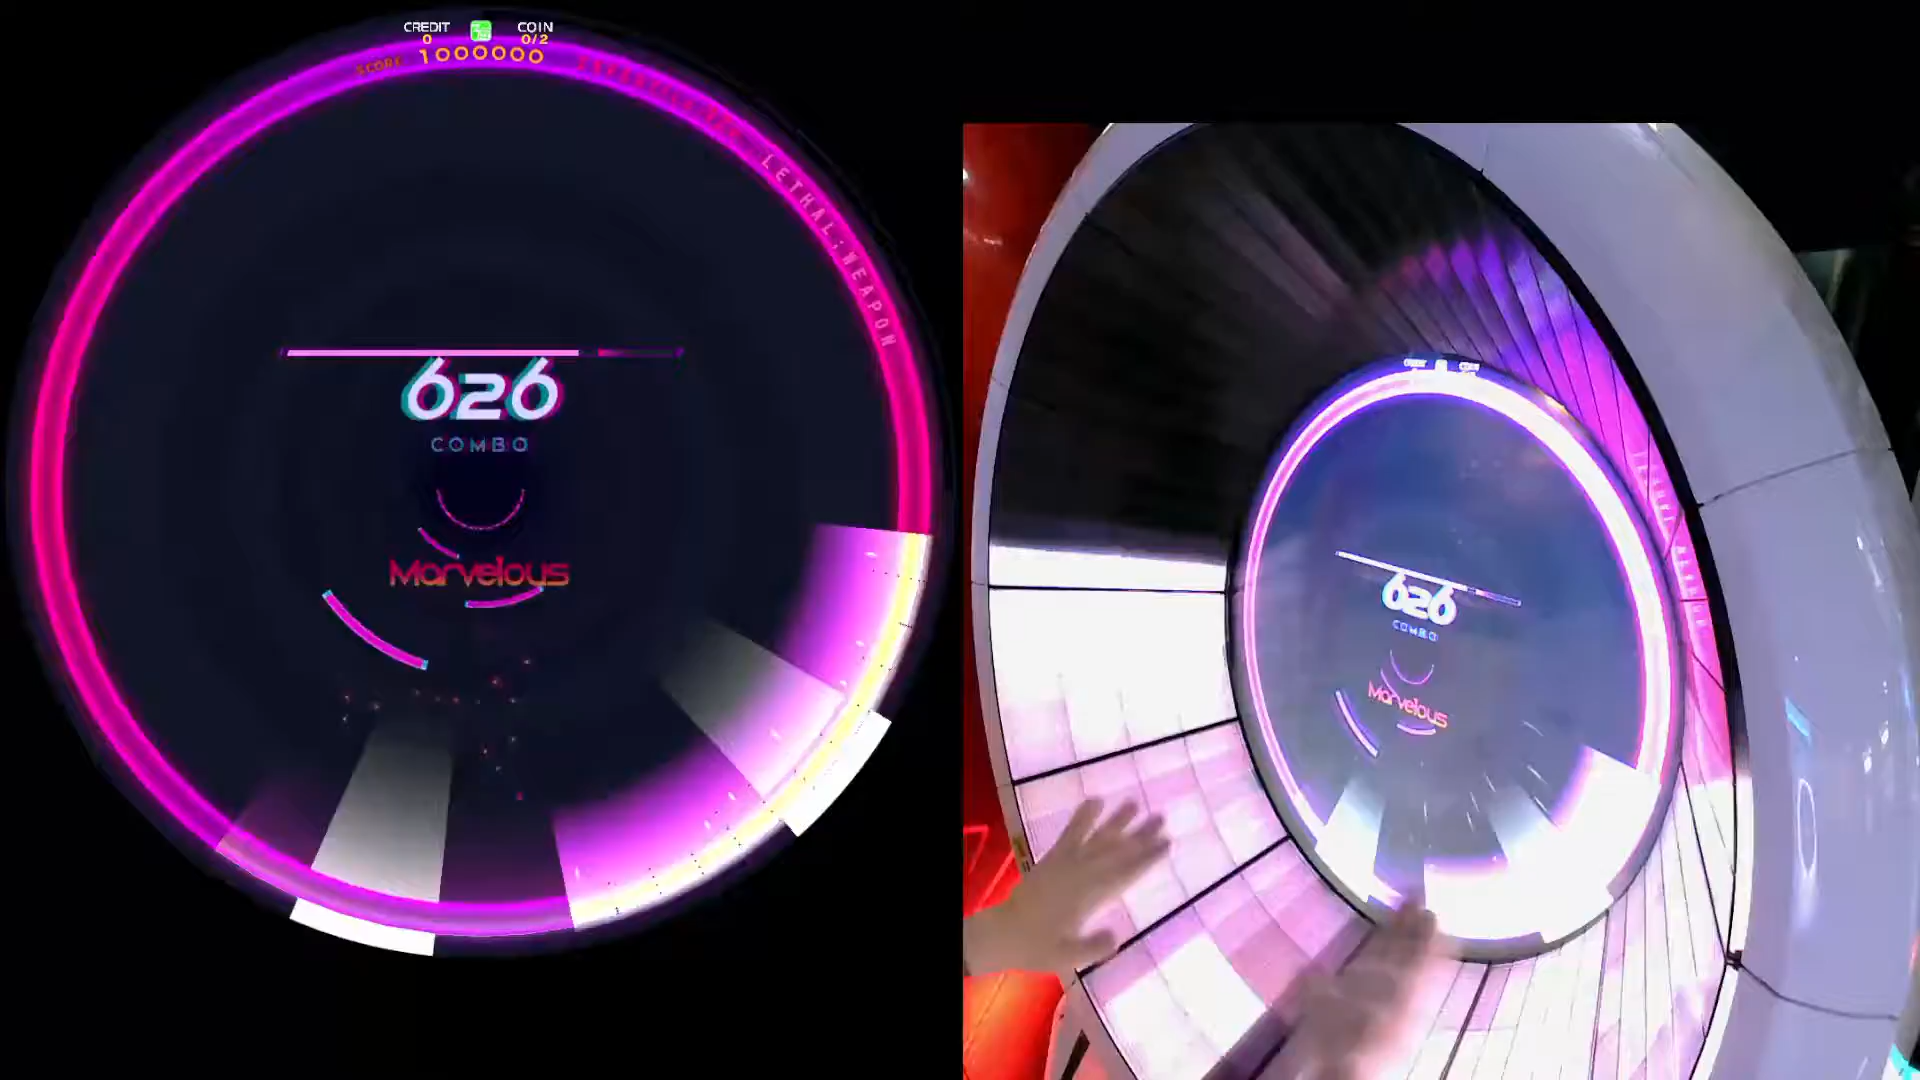 CREDIT
0
COIN
0/2
SCORE 1000000
LETHAL:WEAPON
626
COMBO
Marvelous
626
COMBO
Marvelous